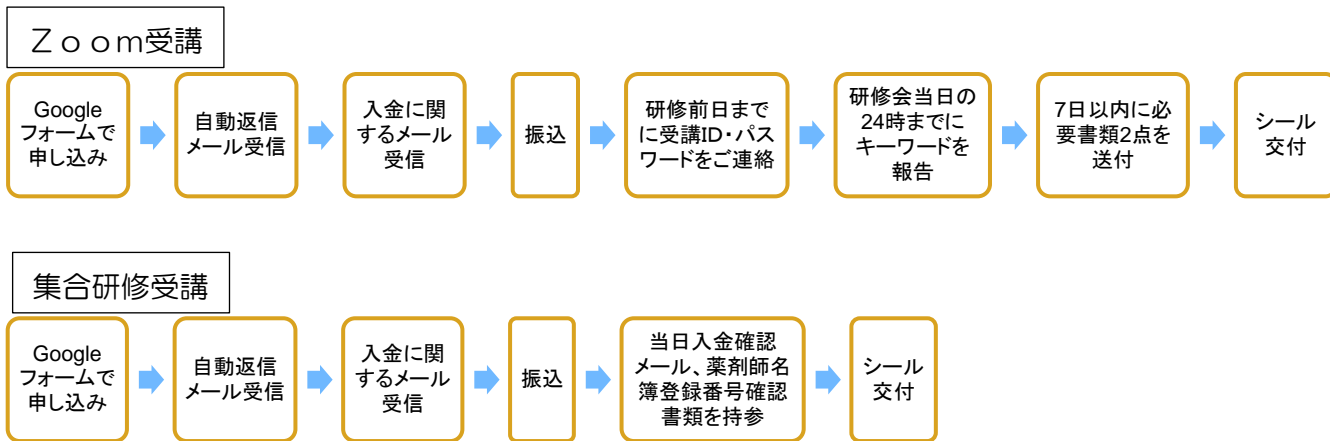 Ｚｏｏｍ受講
Google
フォームで
申し込み
自動返信
メール受信
入金に関
するメール
受信
振込
研修前日まで
に受講ID・パス
ワードをご連絡
研修会当日の
24時までに
キーワードを
報告
7日以内に必
要書類2点を
送付
シール
交付
集合研修受講
Google
フォームで
申し込み
自動返信
メール受信
入金に関
するメール
受信
振込
当日入金確認
メール、薬剤師名
簿登録番号確認
書類を持参
シール
交付